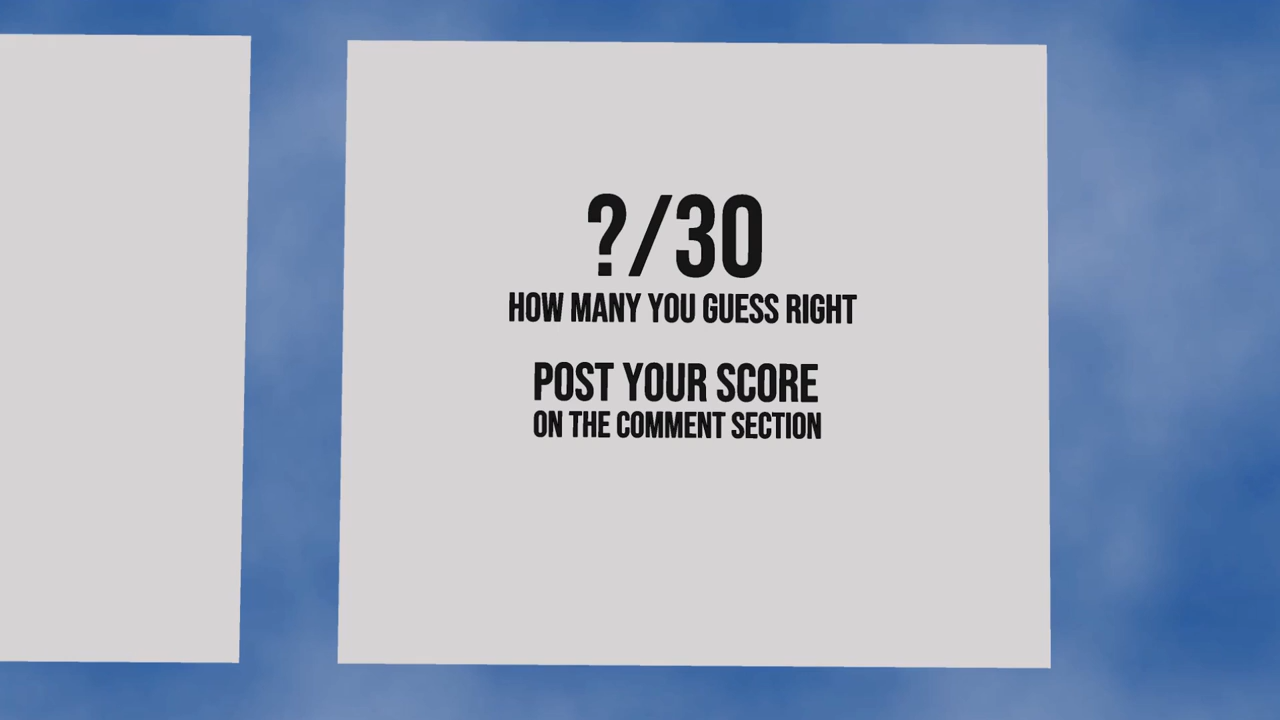 ?/30
HOW MANY YOU GUESS RIGHT
POST YOUR SCORE
ON THE COMMENT SECTION